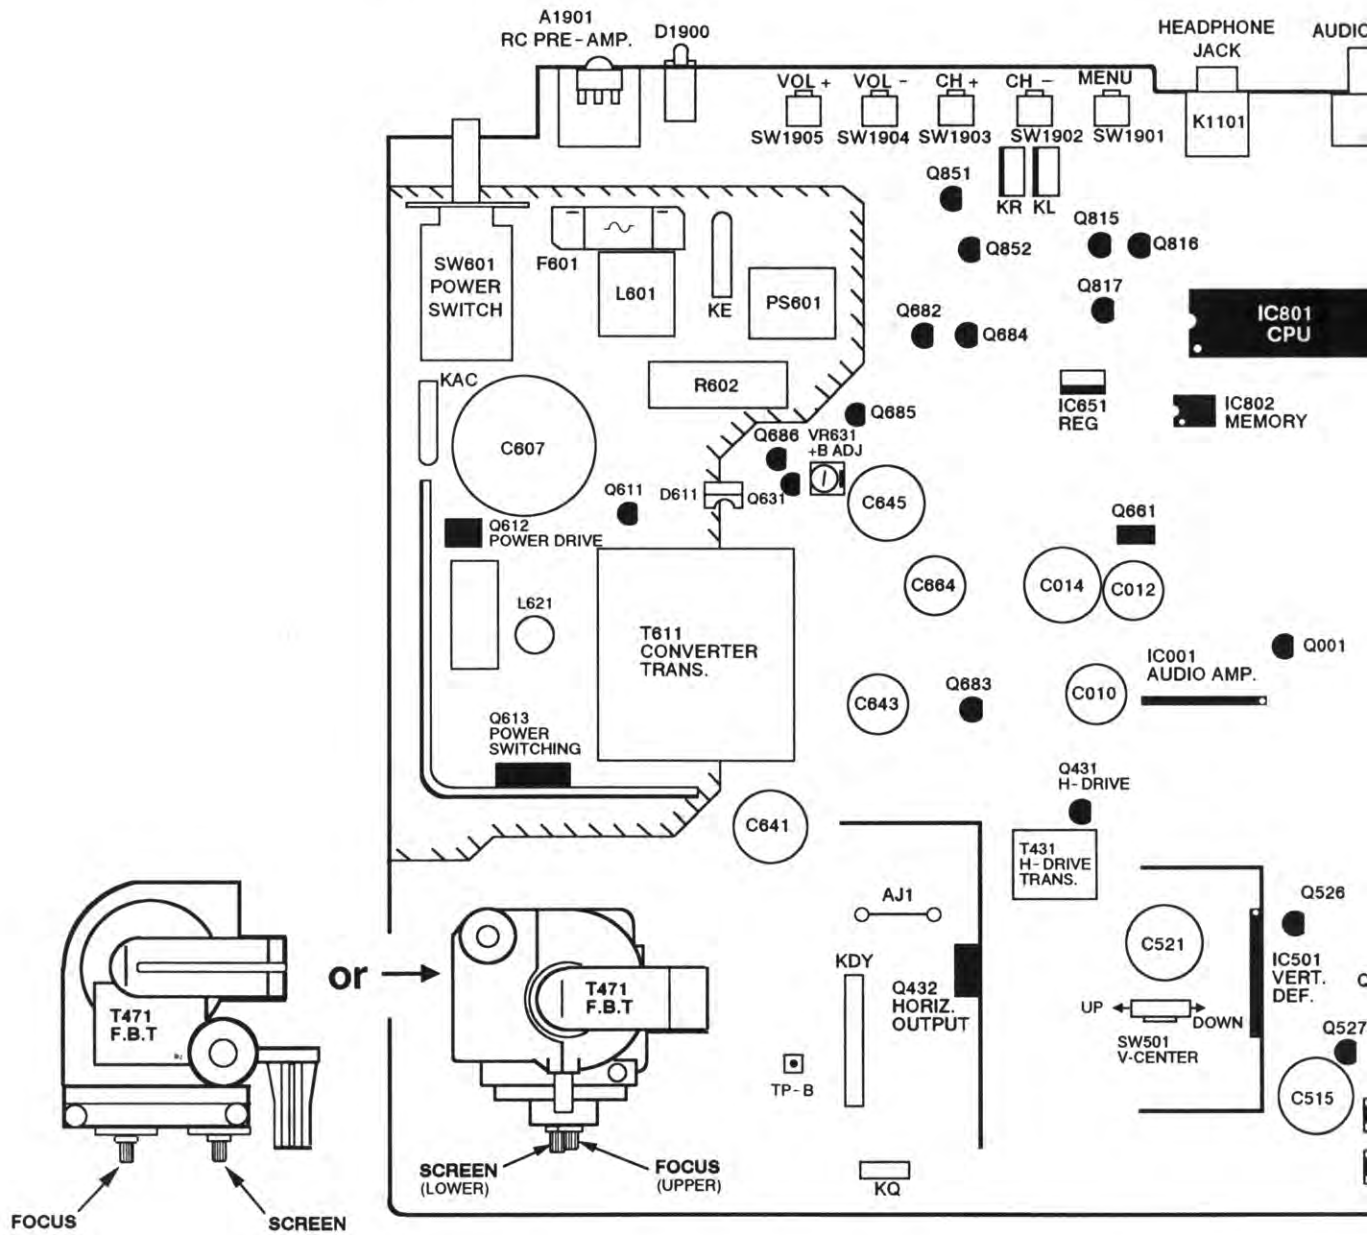 A1901
RC PRE-AMP.
D1900
HEADPHONE
JACK
AUDIO
VOL +
VOL -
CH +
CH -
MENU
SW1905
SW1904
SW1903
SW1902
SW1901
K1101
Q851
KR
KL
Q852
Q815
Q816
Q817
SW601
POWER
SWITCH
F601
L601
KE
PS601
Q682
Q684
IC801
CPU
KAC
R602
IC651
REG
IC802
MEMORY
Q685
Q686
VR631
+B ADJ
C607
Q611
D611
Q631
C645
Q661
Q612
POWER DRIVE
C664
C014
C012
L621
T611
CONVERTER
TRANS.
Q001
IC001
AUDIO AMP.
Q683
C643
C010
Q613
POWER
SWITCHING
Q431
H-DRIVE
C641
T431
H-DRIVE
TRANS.
AJ1
Q526
C521
KDY
IC501
VERT.
DEF.
or
T471
F.B.T
T471
F.B.T
Q432
HORIZ.
OUTPUT
UP
DOWN
SW501
V-CENTER
Q527
TP-B
C515
SCREEN
(LOWER)
FOCUS
(UPPER)
KQ
FOCUS
SCREEN